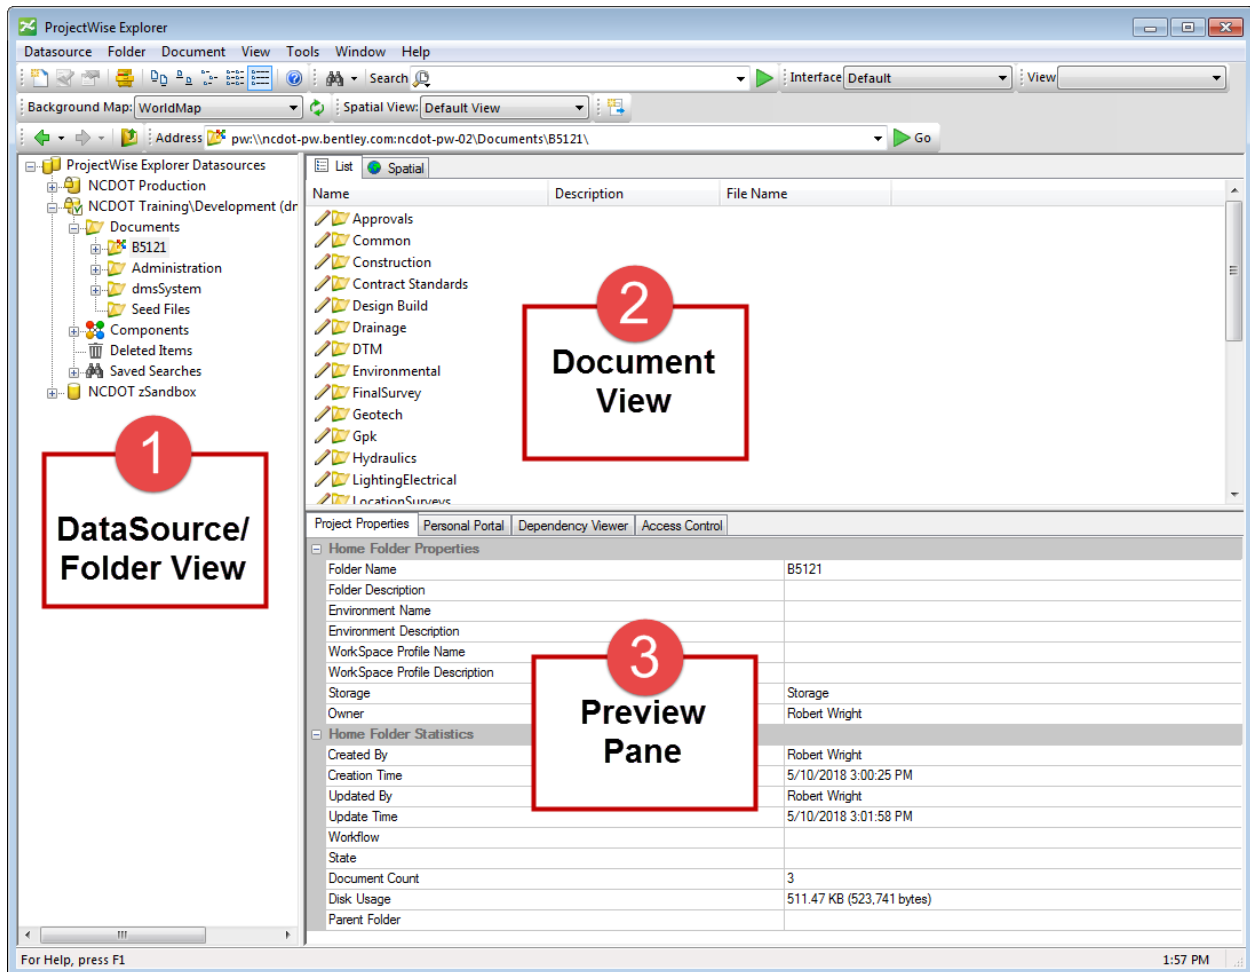 ProjectWise Explorer
Datasource Folder Document View Tools Window Help
Search Interface Default View
Background Map: WorldMap Spatial View: Default View
Address pw:\\ncdot-pw.bentley.com:ncdot-pw-02\Documents\B5121\ Go
ProjectWise Explorer Datasources
NCDOT Production
NCDOT Training\Development (dr
Documents
B5121
Administration
dmsSystem
Seed Files
Components
Deleted Items
Saved Searches
NCDOT zSandbox
1
DataSource/
Folder View
List Spatial
Name Description File Name
Approvals
Common
Construction
Contract Standards
Design Build
Drainage
DTM
Environmental
FinalSurvey
Geotech
Gpk
Hydraulics
LightingElectrical
LocationSurveys
2
Document
View
Project Properties Personal Portal Dependency Viewer Access Control
Home Folder Properties
Folder Name B5121
Folder Description
Environment Name
Environment Description
WorkSpace Profile Name
WorkSpace Profile Description
Storage Storage
Owner Robert Wright
Home Folder Statistics
Created By Robert Wright
Creation Time 5/10/2018 3:00:25 PM
Updated By Robert Wright
Update Time 5/10/2018 3:01:58 PM
Workflow
State
Document Count 3
Disk Usage 511.47 KB (523,741 bytes)
Parent Folder
3
Preview
Pane
For Help, press F1 1:57 PM